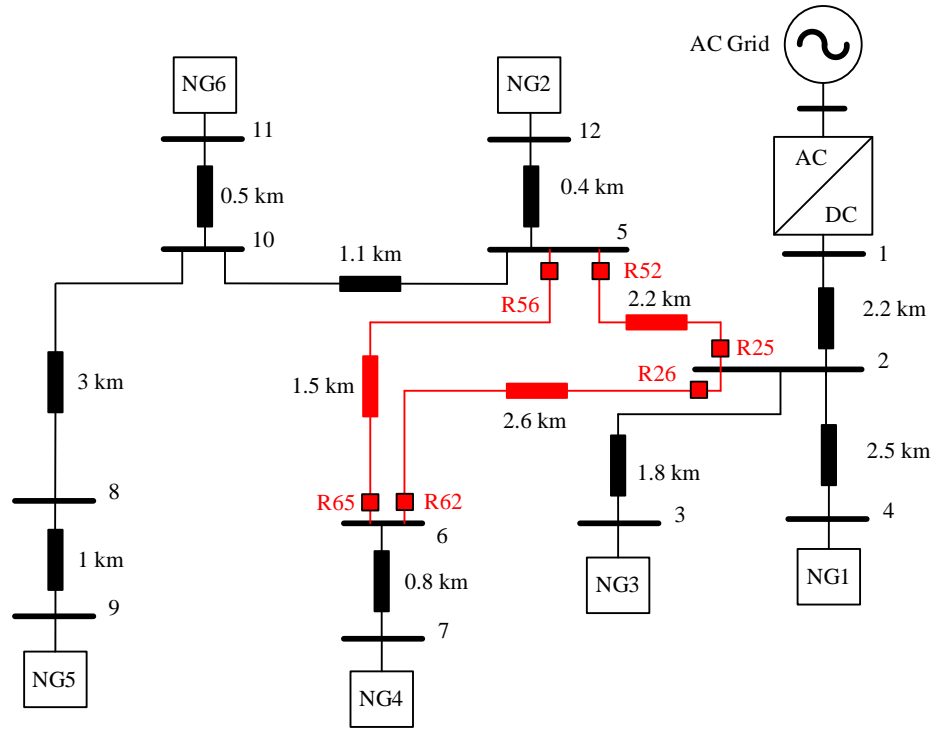 AC Grid
NG6
NG2
11
12
AC
DC
0.5 km
0.4 km
10
5
1
1.1 km
R52
R56
2.2 km
2.2 km
R25
2
R26
3 km
1.5 km
2.6 km
2.5 km
1.8 km
8
R65
R62
6
3
4
1 km
0.8 km
NG3
NG1
9
7
NG5
NG4